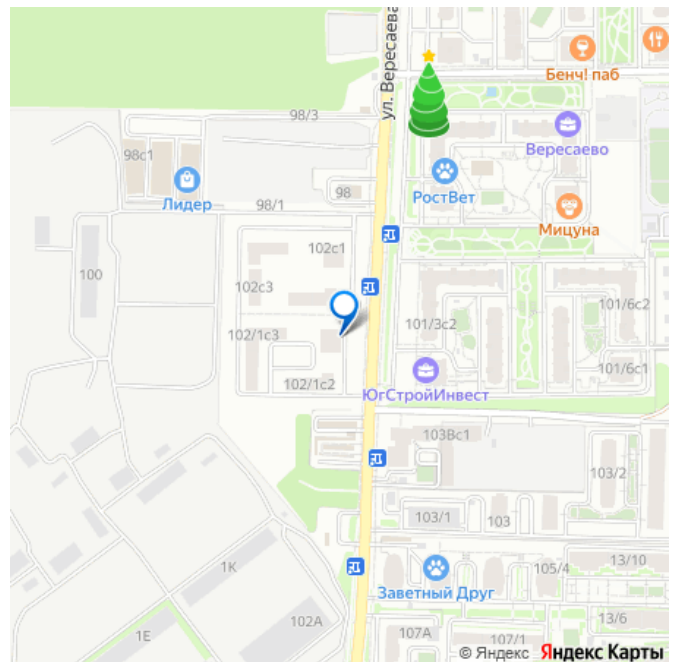 ул. Вересаева
Бенч! паб
98/3
Вересаево
98с1
98
РостВет
Лидер
98/1
Мицуна
102с1
100
102с3
101/6с2
101/3с2
102/1с3
101/6с1
102/1с2
ЮгСтройИнвест
103Вс1
103/2
103/1
103
1К
105/4
13/10
Заветный Друг
102А
13/6
1Е
107А
107/1
© Яндекс Яндекс Карты